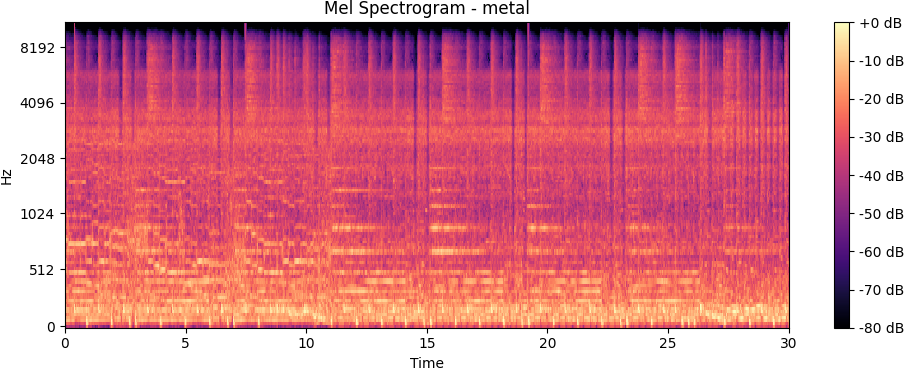 Mel Spectrogram - metal
Hz
8192
4096
2048
1024
512
0
0 5 10 15 20 25 30
Time
+0 dB
-10 dB
-20 dB
-30 dB
-40 dB
-50 dB
-60 dB
-70 dB
-80 dB